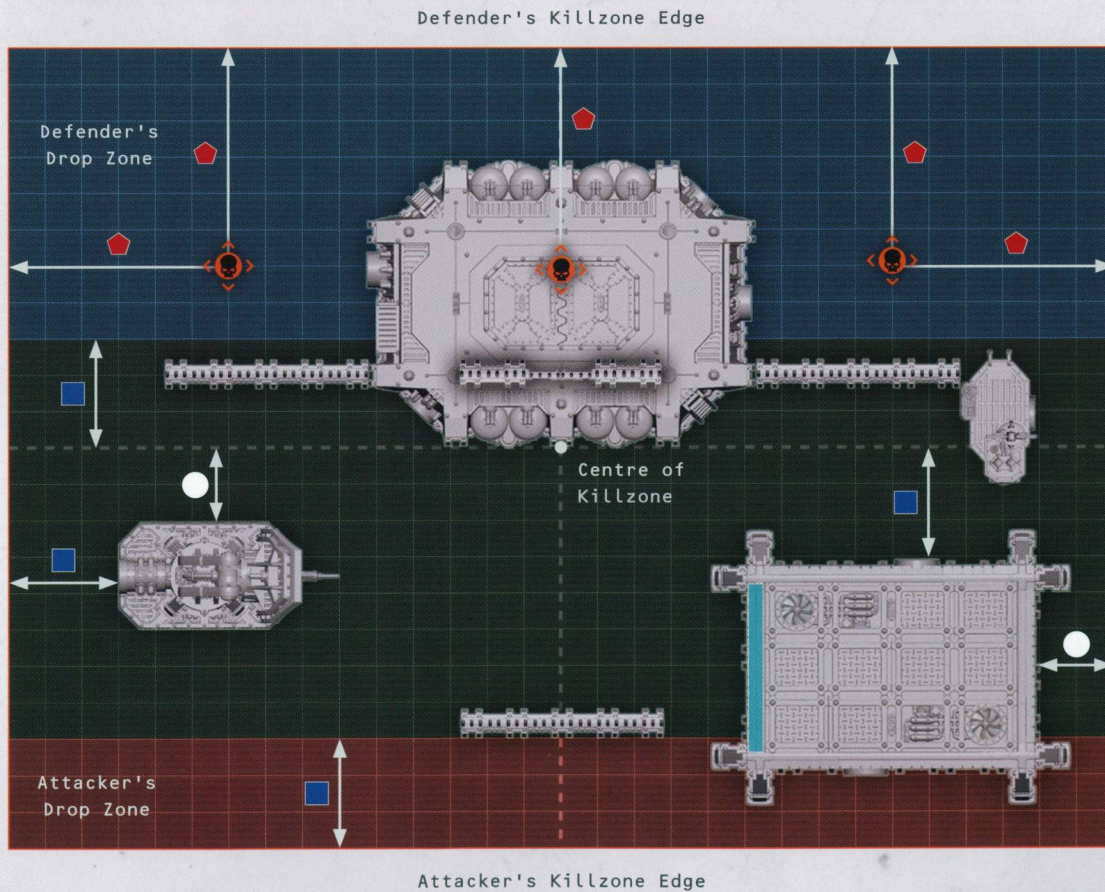 Defender's Killzone Edge
Defender's
Drop Zone
Centre of
Killzone
Attacker's
Drop Zone
Attacker's Killzone Edge